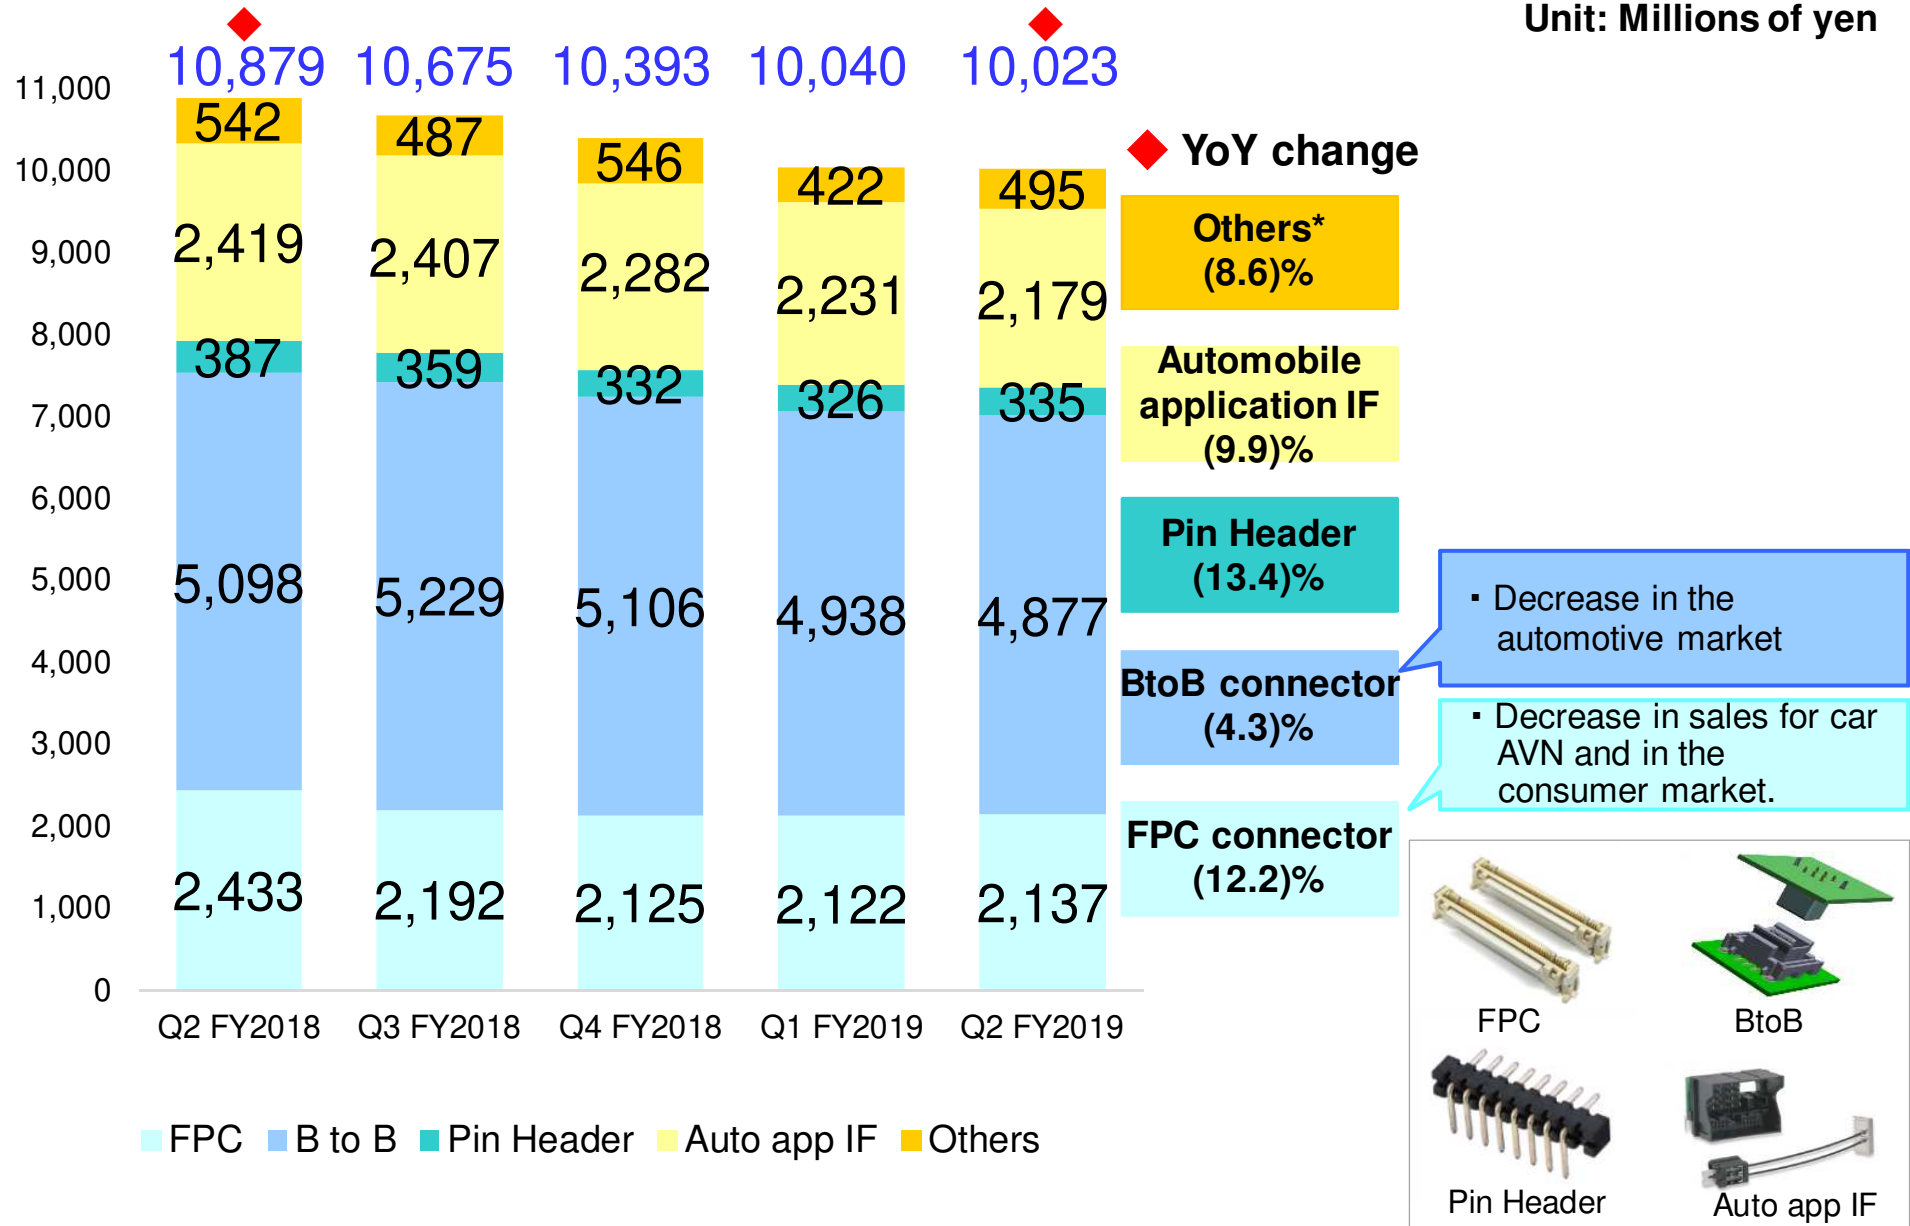 Unit: Millions of yen
10,879 10,675 10,393 10,040 10,023
11,000
10,000
9,000
8,000
7,000
6,000
5,000
4,000
3,000
2,000
1,000
0
542 487 546 422 495
2,419 2,407 2,282 2,231 2,179
387 359 332 326 335
5,098 5,229 5,106 4,938 4,877
2,433 2,192 2,125 2,122 2,137
Q2 FY2018 Q3 FY2018 Q4 FY2018 Q1 FY2019 Q2 FY2019
FPC B to B Pin Header Auto app IF Others
YoY change
Others*
(8.6)%
Automobile
application IF
(9.9)%
Pin Header
(13.4)%
BtoB connector
(4.3)%
FPC connector
(12.2)%
▪ Decrease in the
automotive market
▪ Decrease in sales for car
AVN and in the
consumer market.
FPC BtoB
Pin Header Auto app IF